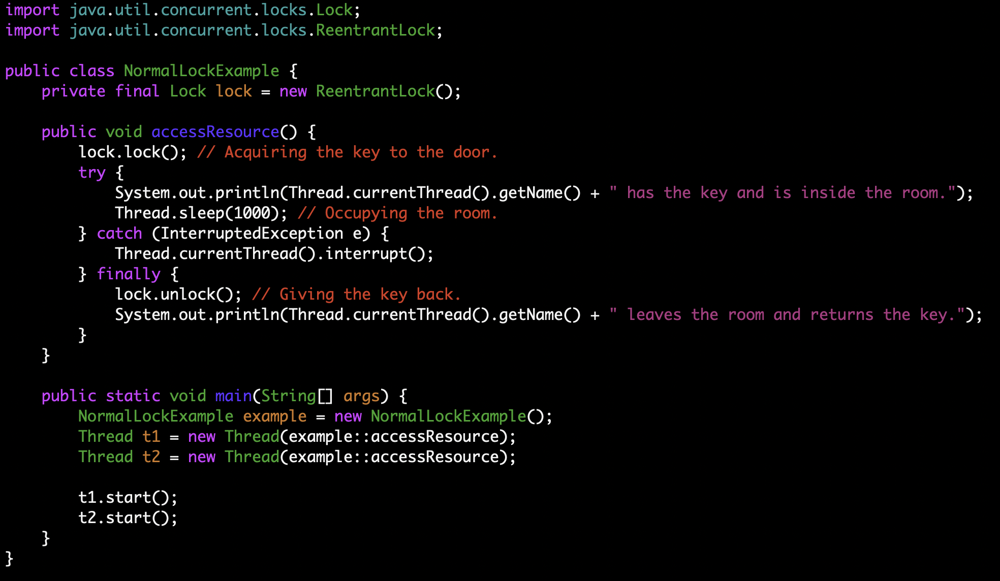 import java.util.concurrent.locks.Lock;
import java.util.concurrent.locks.ReentrantLock;

public class NormalLockExample {
    private final Lock lock = new ReentrantLock();

    public void accessResource() {
        lock.lock(); // Acquiring the key to the door.
        try {
            System.out.println(Thread.currentThread().getName() + " has the key and is inside the room.");
            Thread.sleep(1000); // Occupying the room.
        } catch (InterruptedException e) {
            Thread.currentThread().interrupt();
        } finally {
            lock.unlock(); // Giving the key back.
            System.out.println(Thread.currentThread().getName() + " leaves the room and returns the key.");
        }
    }

    public static void main(String[] args) {
        NormalLockExample example = new NormalLockExample();
        Thread t1 = new Thread(example::accessResource);
        Thread t2 = new Thread(example::accessResource);

        t1.start();
        t2.start();
    }
}